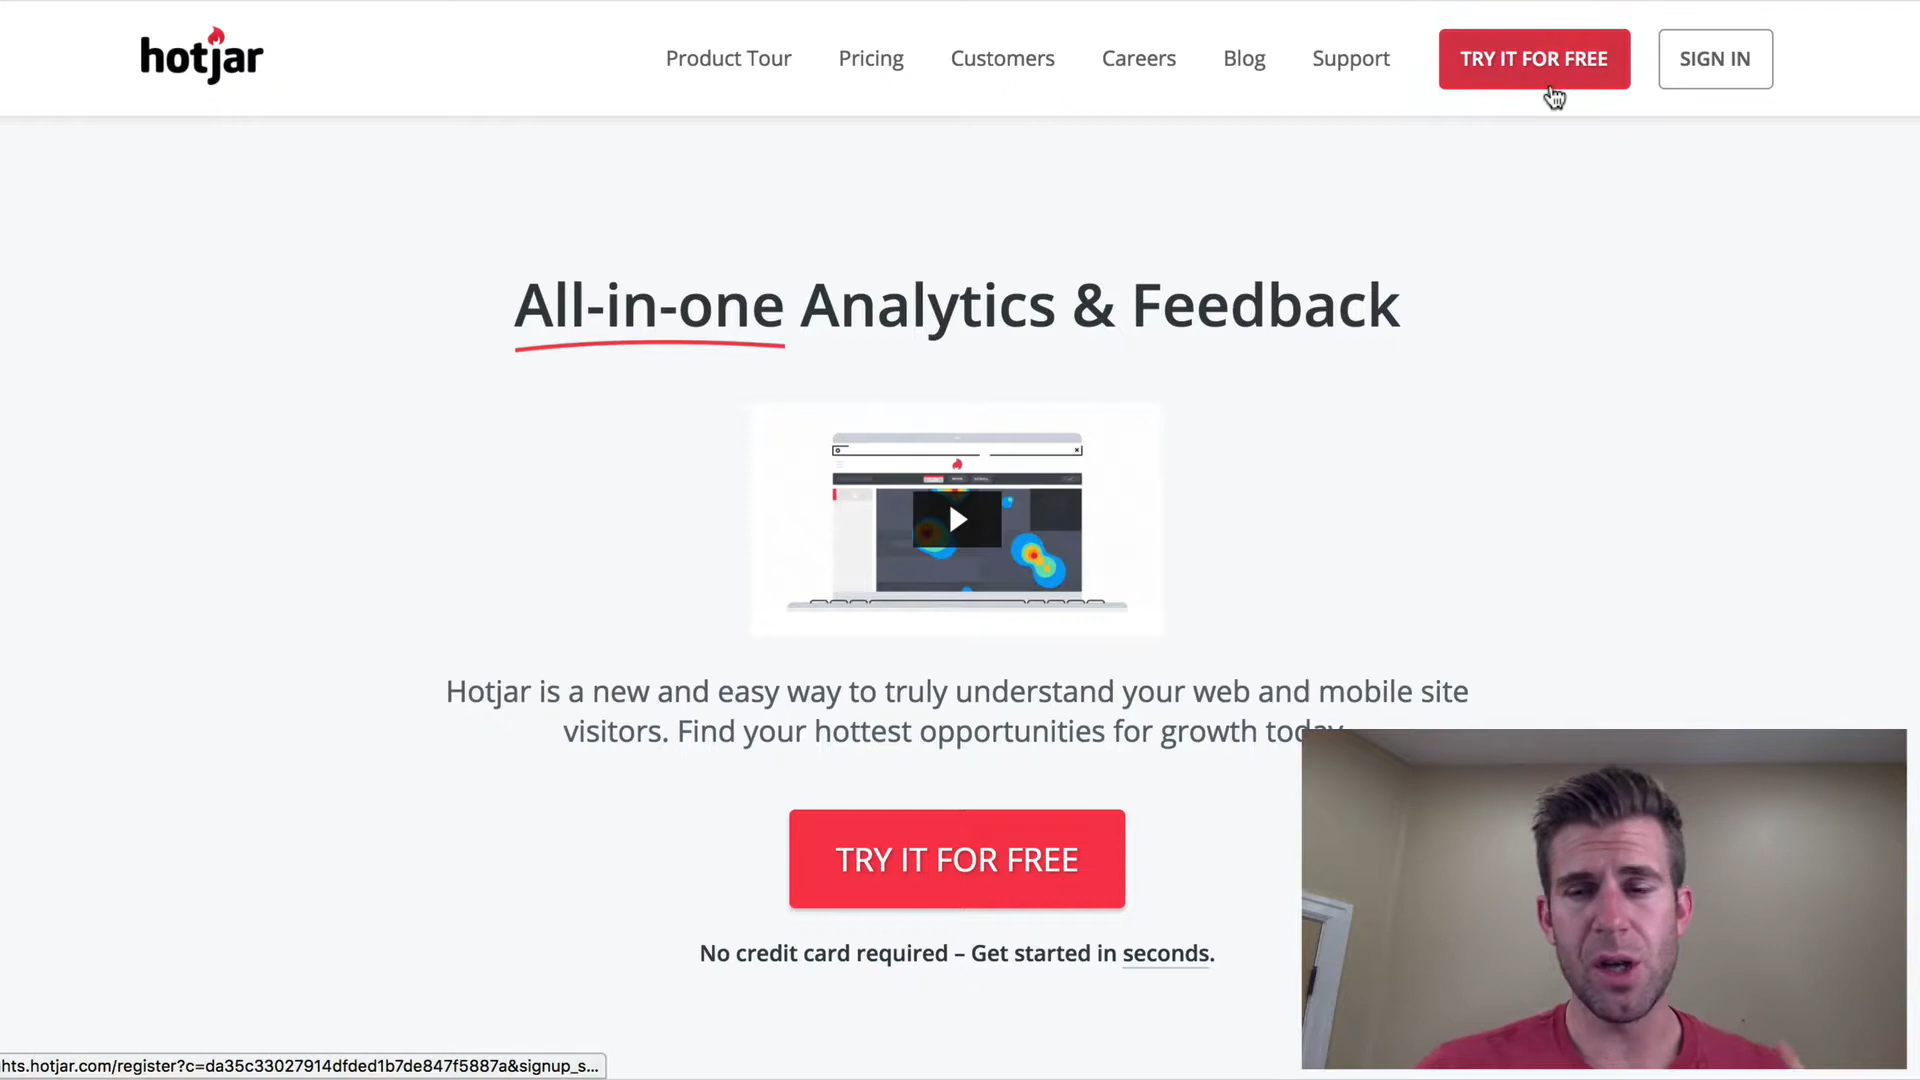 hotjar
Product Tour
Pricing
Customers
Careers
Blog
Support
TRY IT FOR FREE
SIGN IN
All-in-one Analytics & Feedback
Hotjar is a new and easy way to truly understand your web and mobile site
visitors. Find your hottest opportunities for growth today
TRY IT FOR FREE
No credit card required – Get started in seconds.
hts.hotjar.com/register?c=da35c33027914dfded1b7de847f5887a&signup_s...